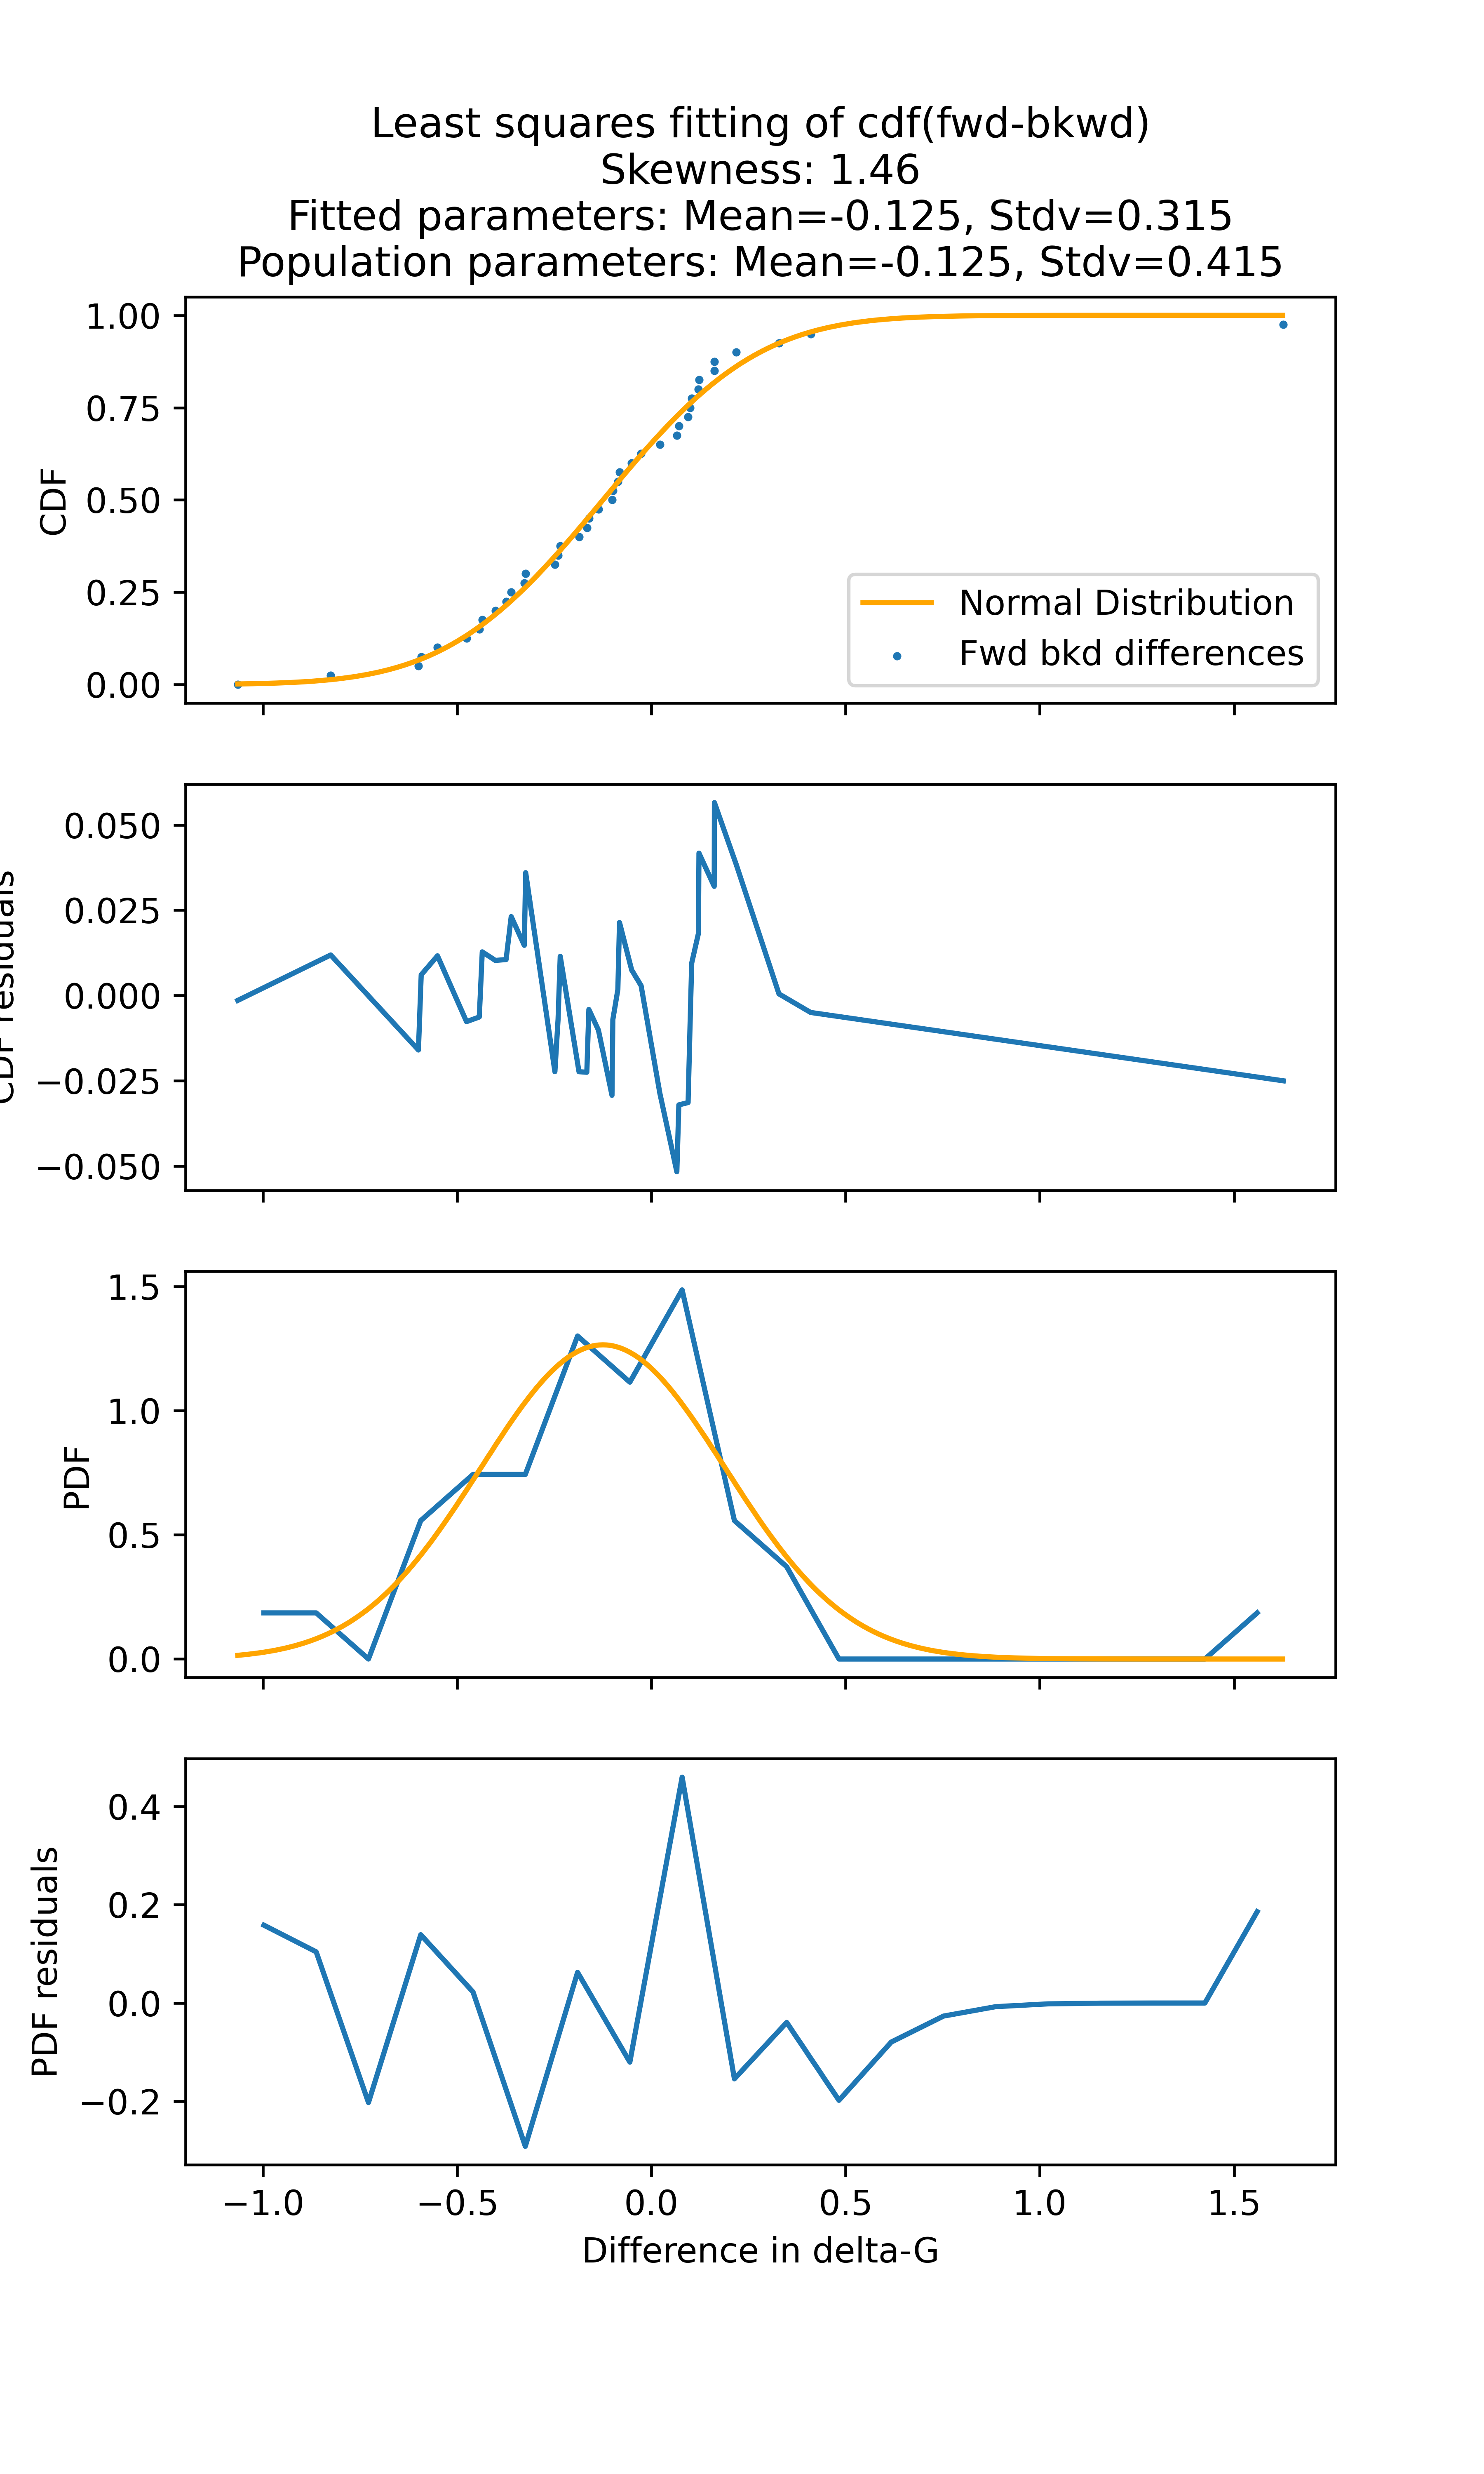 Least squares fitting of cdf(fwd-bkwd)
Skewness: 1.46
Fitted parameters: Mean=-0.125, Stdv=0.315
Population parameters: Mean=-0.125, Stdv=0.415
1.00
0.75
0.50
0.25
0.00
CDF
Normal Distribution
Fwd bkd differences
0.050
0.025
0.000
−0.025
−0.050
CDF residuals
1.5
1.0
0.5
0.0
PDF
0.4
0.2
0.0
−0.2
PDF residuals
−1.0 −0.5 0.0 0.5 1.0 1.5
Difference in delta-G